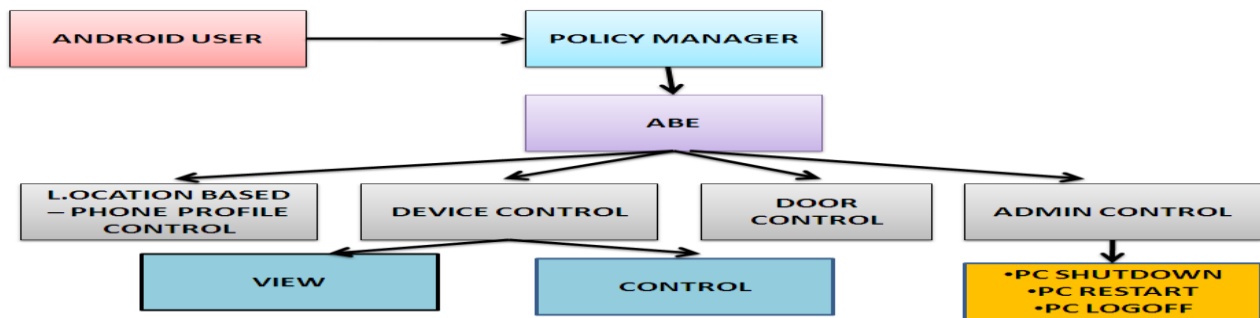 ANDROID USER
POLICY MANAGER
ABE
L.OCATION BASED
– PHONE PROFILE
CONTROL
DEVICE CONTROL
DOOR
CONTROL
ADMIN CONTROL
VIEW
CONTROL
•PC SHUTDOWN
•PC RESTART
•PC LOGOFF